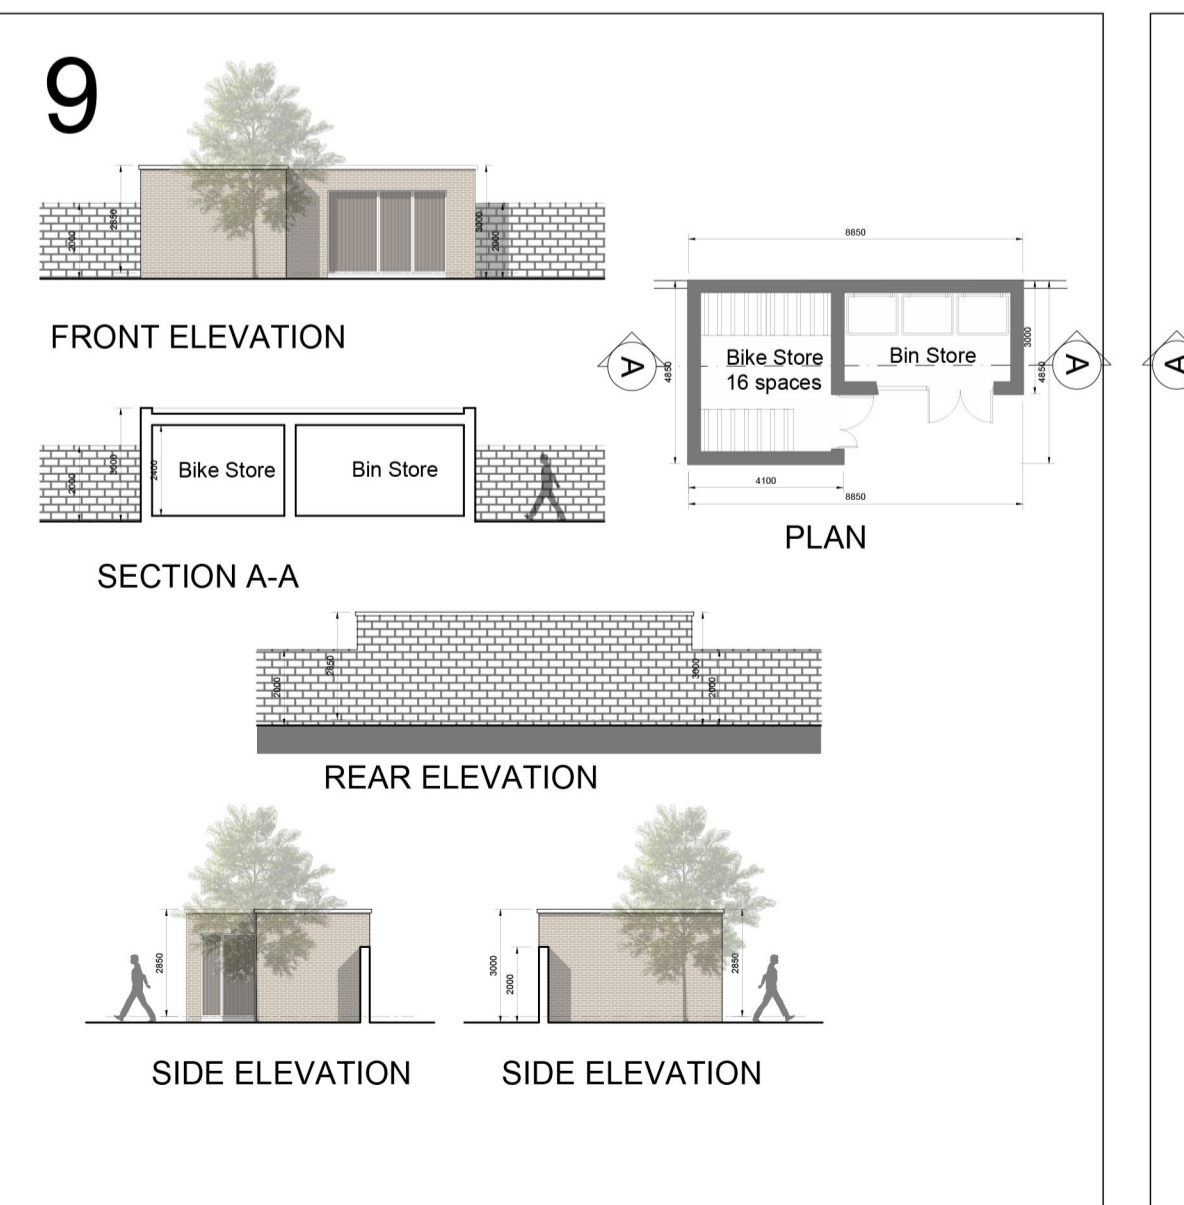 9
2000
2850
3000
2000
FRONT ELEVATION
8850
4850
Bike Store
16 spaces
Bin Store
3000
4850
A
A
A
4100
8850
PLAN
2000
3000
2400
Bike Store
Bin Store
SECTION A-A
2000
2850
3000
2000
REAR ELEVATION
2850
SIDE ELEVATION
3000
2000
2850
SIDE ELEVATION